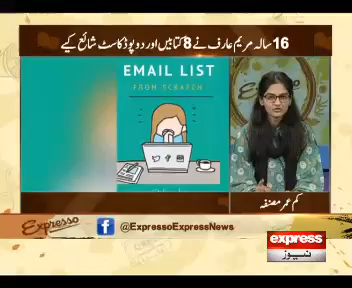 16 سالہ مریم عارف نے 8 کتابیں اور دو پوڈکاسٹ شائع کیے
EMAIL LIST
FROM SCRATCH
کم عمر مصنفہ
Expresso
@ExpressoExpressNews
express
نیوز